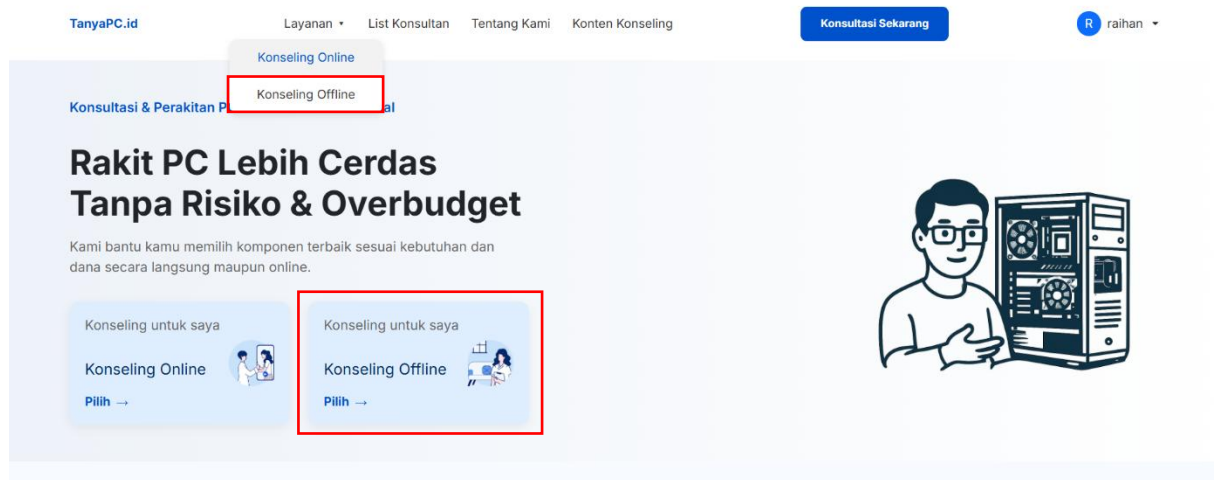 TanyaPC.id
Layanan
List Konsultan
Tentang Kami
Konten Konseling
Konsultasi Sekarang
R
raihan
Konseling Online
Konseling Offline
Konsultasi & Perakitan
Rakit PC Lebih Cerdas
Tanpa Risiko & Overbudget
Kami bantu kamu memilih komponen terbaik sesuai kebutuhan dan
dana secara langsung maupun online.
Konseling untuk saya
Konseling Online
Pilih →
Konseling untuk saya
Konseling Offline
Pilih →